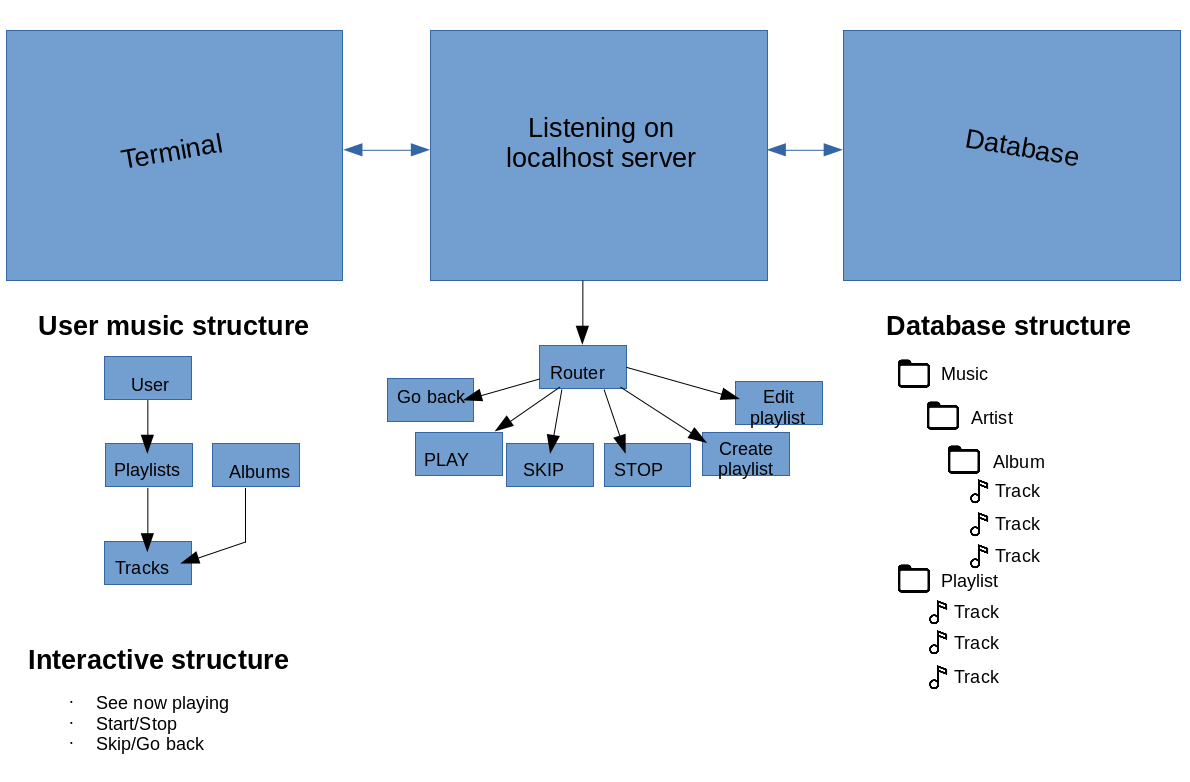 Terminal
Listening on
localhost server
Database
User music structure
User
Playlists
Albums
Tracks
Interactive structure
· See now playing
· Start/Stop
· Skip/Go back
Router
Go back
PLAY
SKIP
STOP
Create
playlist
Edit
playlist
Database structure
Music
Artist
Album
Track
Track
Track
Playlist
Track
Track
Track